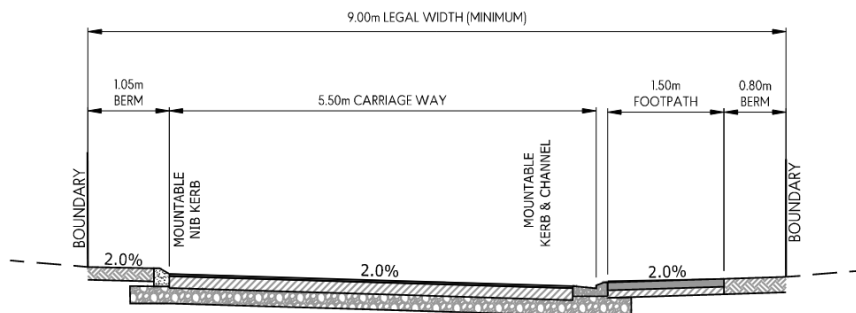 9.00m LEGAL WIDTH (MINIMUM)
1.05m
BERM
5.50m CARRIAGE WAY
1.50m
FOOTPATH
0.80m
BERM
BOUNDARY
MOUNTABLE
NIB KERB
MOUNTABLE
KERB & CHANNEL
BOUNDARY
2.0%
2.0%
2.0%